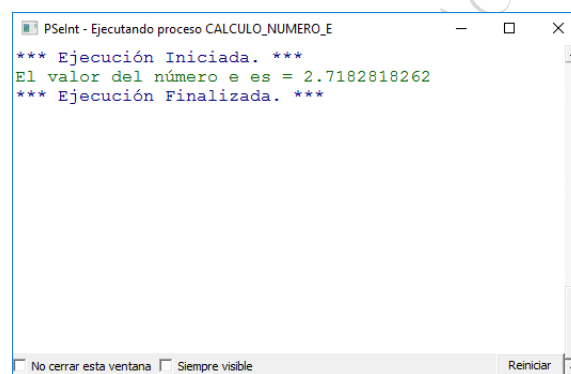 PSeInt - Ejecutando proceso CALCULO_NUMERO_E
*** Ejecución Iniciada. ***
El valor del número e es = 2.7182818262
*** Ejecución Finalizada. ***
No cerrar esta ventana Siempre visible Reiniciar